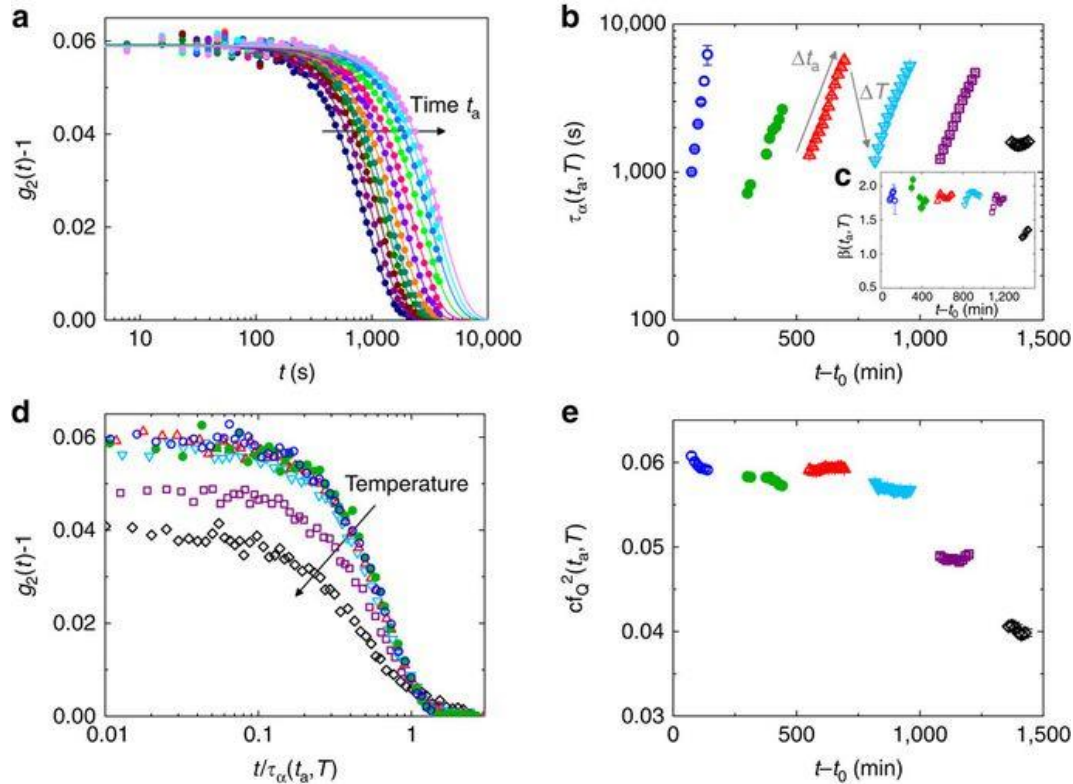 a
g₂(t)-1
0.06
0.04
0.02
0.00
Time tₐ
10
100
1,000
10,000
t (s)
b
τα(tₐ, T) (s)
10,000
1,000
100
Δtₐ
ΔT
0
500
1,000
1,500
t–t₀ (min)
c
β(tₐ, T)
2.0
1.5
1.0
0.5
0
400
800
1,200
t–t₀ (min)
d
g₂(t)-1
0.06
0.04
0.02
0.00
Temperature
0.01
0.1
1
t/τα(tₐ, T)
e
cf_Q²(tₐ, T)
0.06
0.05
0.04
0.03
0
500
1,000
1,500
t–t₀ (min)